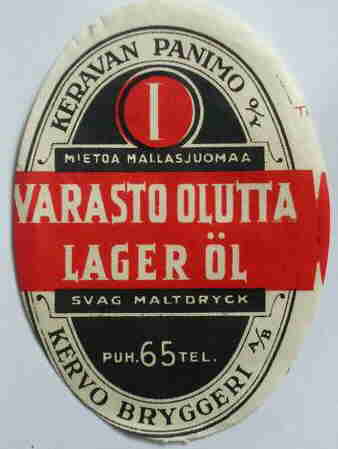 KERAVAN PANIMO O/Y
I
MIETOA MALLASJUOMAA
VARASTO OLUTTA
LAGER ÖL
SVAG MALTDRYCK
PUH. 65 TEL.
KERVO BRYGGERI A/B